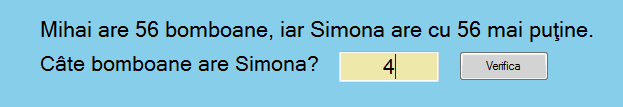 Mihai are 56 bomboane, iar Simona are cu 56 mai puţine.
Câte bomboane are Simona? 4 Verifica